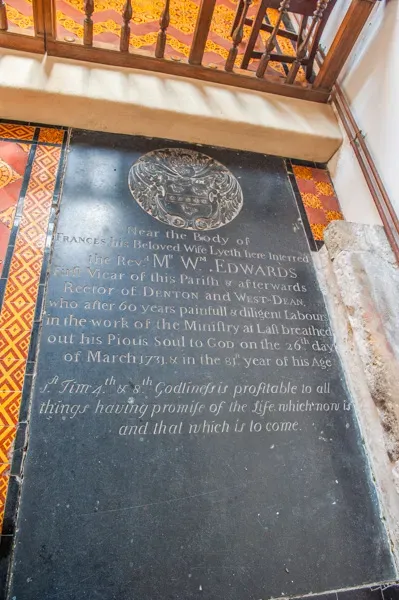 Near the Body of
FRANCES his Beloved Wife Lyeth here Interred
The Revd. Mr. Wm. EDWARDS
Vicar of this Parish & afterwards
Rector of DENTON and WEST-DEAN,
who after 60 years painfull & diligent Labour
in the work of the Ministry at Last breathed
out his Pious Soul to GOD on the 26th day
of March 1731. & in the 81st year of his Age
1st Tim: 4th & 8th Godliness is profitable to all
things having promise of the Life which now is
and that which is to come.